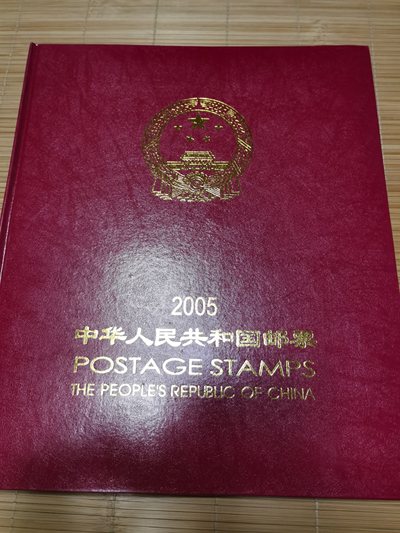 2005
中华人民共和国邮票
POSTAGE STAMPS
THE PEOPLE'S REPUBLIC OF CHINA